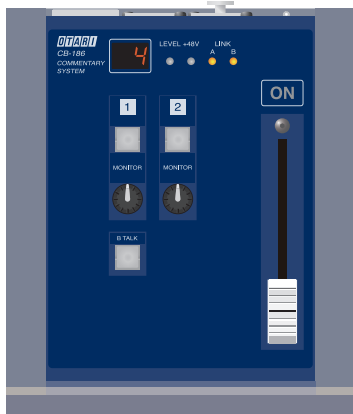 OTARI
CB-186
COMMENTARY
SYSTEM
4
LEVEL +48V
LINK
A B
ON
1 2
MONITOR MONITOR
B TALK